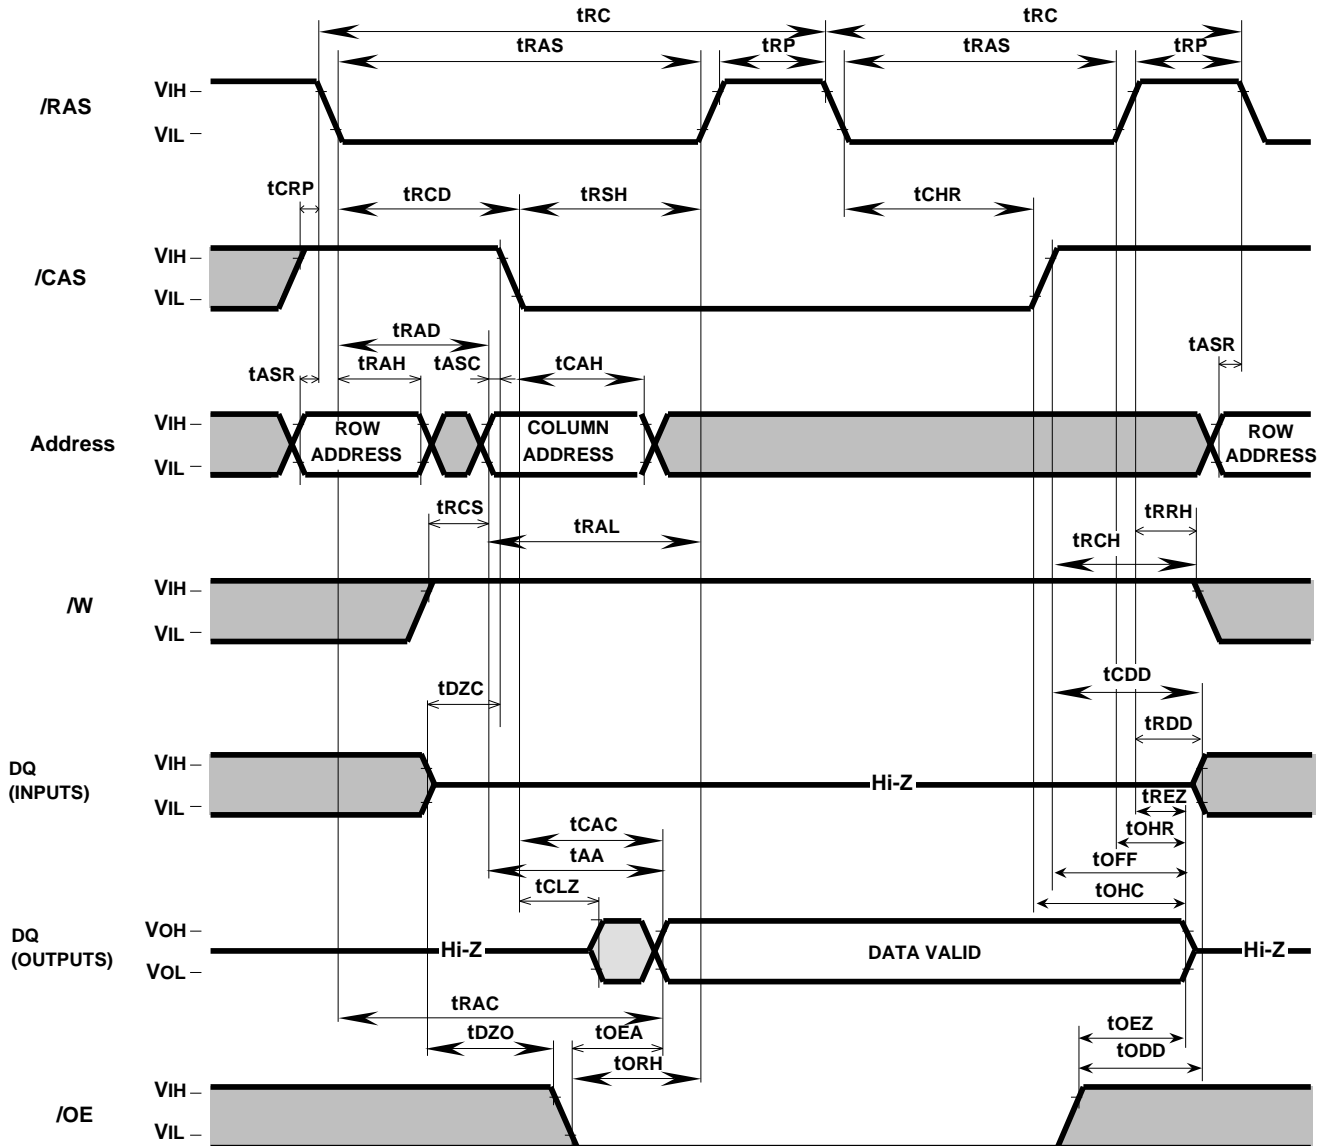 tRC tRC
tRAS tRP tRAS tRP
/RAS VIH
VIL
tCRP tRCD tRSH tCHR
/CAS VIH
VIL
tRAD tASR
tASR tRAH tASC tCAH
Address VIH ROW ADDRESS COLUMN ADDRESS ROW ADDRESS
VIL
tRCS tRAL tRRH
tRCH
/W VIH
VIL
tCDD
tDZC
tRDD
DQ (INPUTS) VIH
Hi-Z
VIL
tREZ
tCAC tOHR
tAA tOFF
tCLZ tOHC
DQ (OUTPUTS) VOH
Hi-Z DATA VALID Hi-Z
VOL
tRAC
tDZO tOEA tOEZ
tORH tODD
/OE VIH
VIL